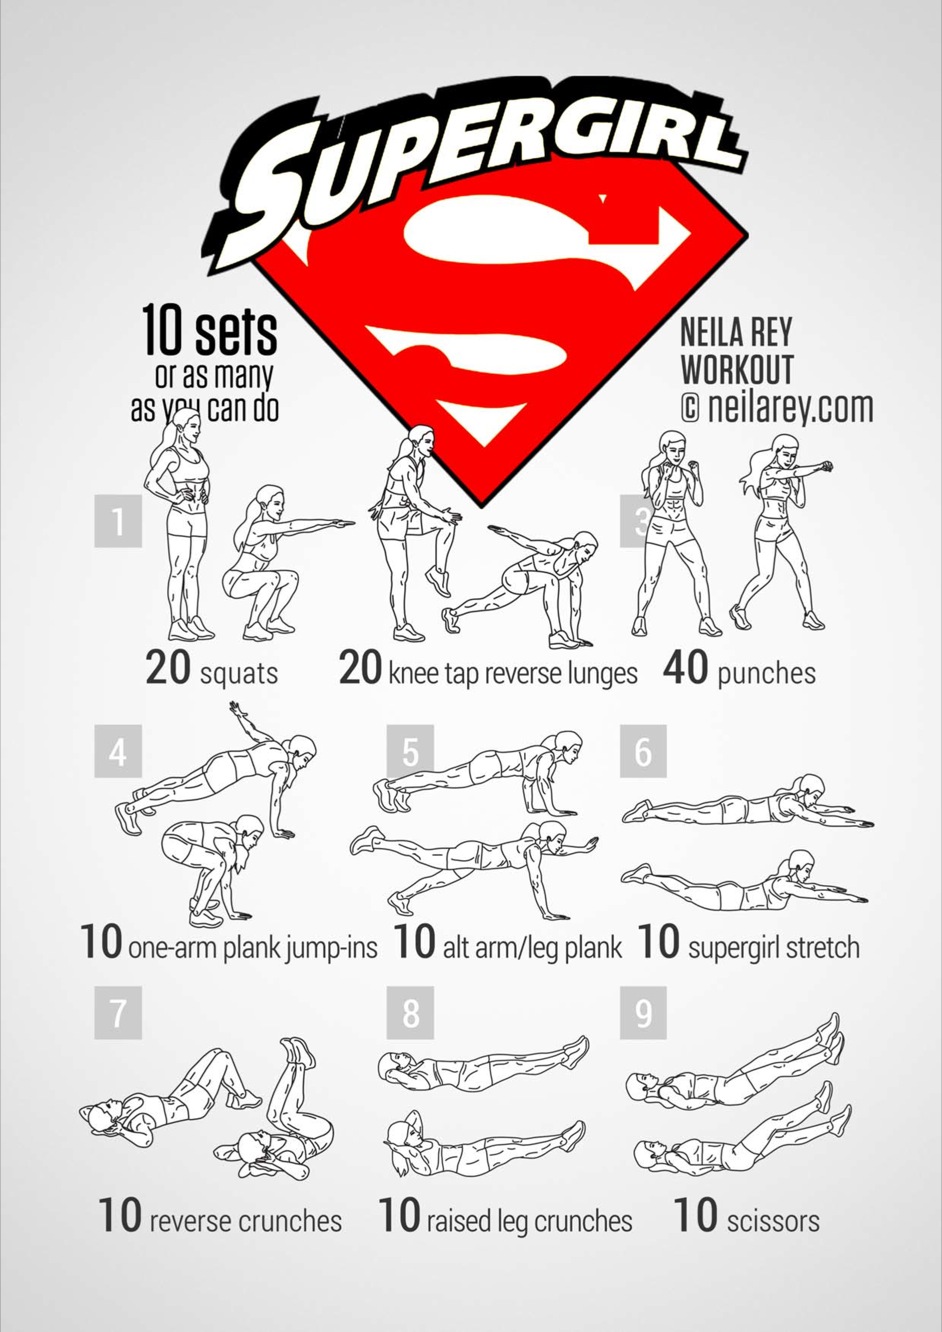 SUPERGIRL
10 sets
or as many
as you can do
NEILA REY
WORKOUT
© neilarey.com
1
3
20 squats
20 knee tap reverse lunges
40 punches
4
5
6
10 one-arm plank jump-ins
10 alt arm/leg plank
10 supergirl stretch
7
8
9
10 reverse crunches
10 raised leg crunches
10 scissors